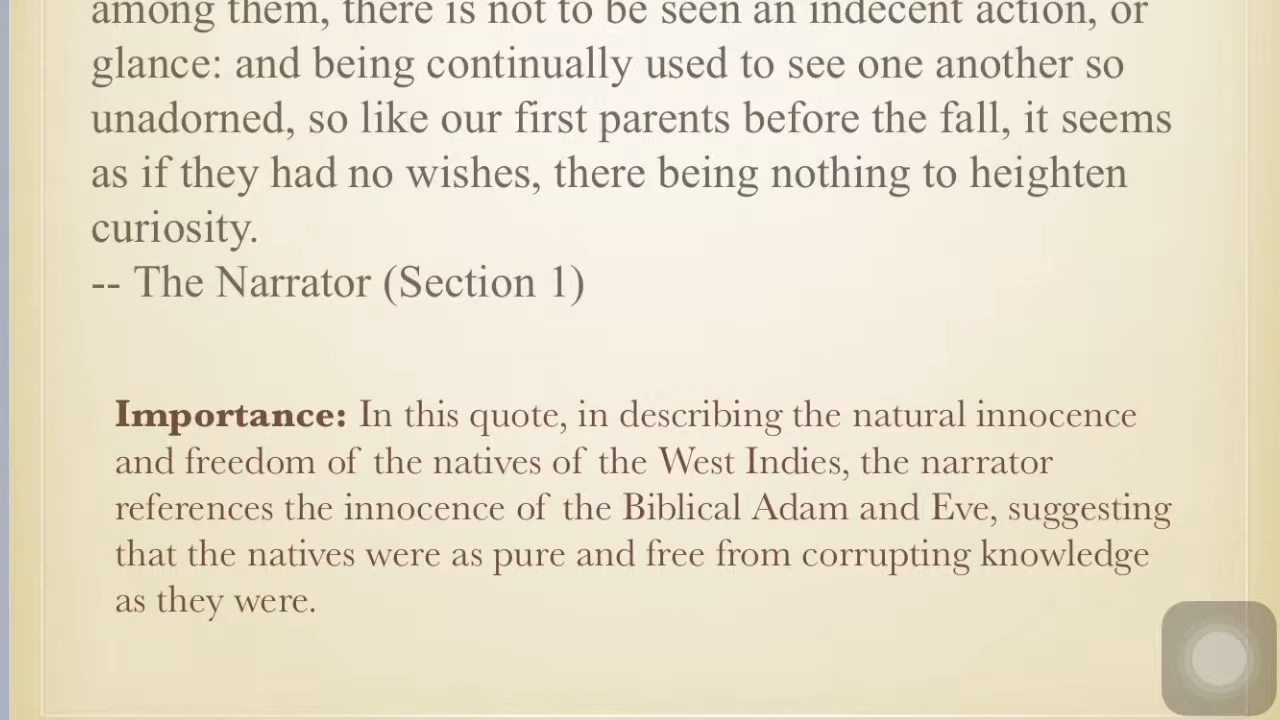 among them, there is not to be seen an indecent action, or
glance: and being continually used to see one another so
unadorned, so like our first parents before the fall, it seems
as if they had no wishes, there being nothing to heighten
curiosity.
-- The Narrator (Section 1)
Importance: In this quote, in describing the natural innocence
and freedom of the natives of the West Indies, the narrator
references the innocence of the Biblical Adam and Eve, suggesting
that the natives were as pure and free from corrupting knowledge
as they were.